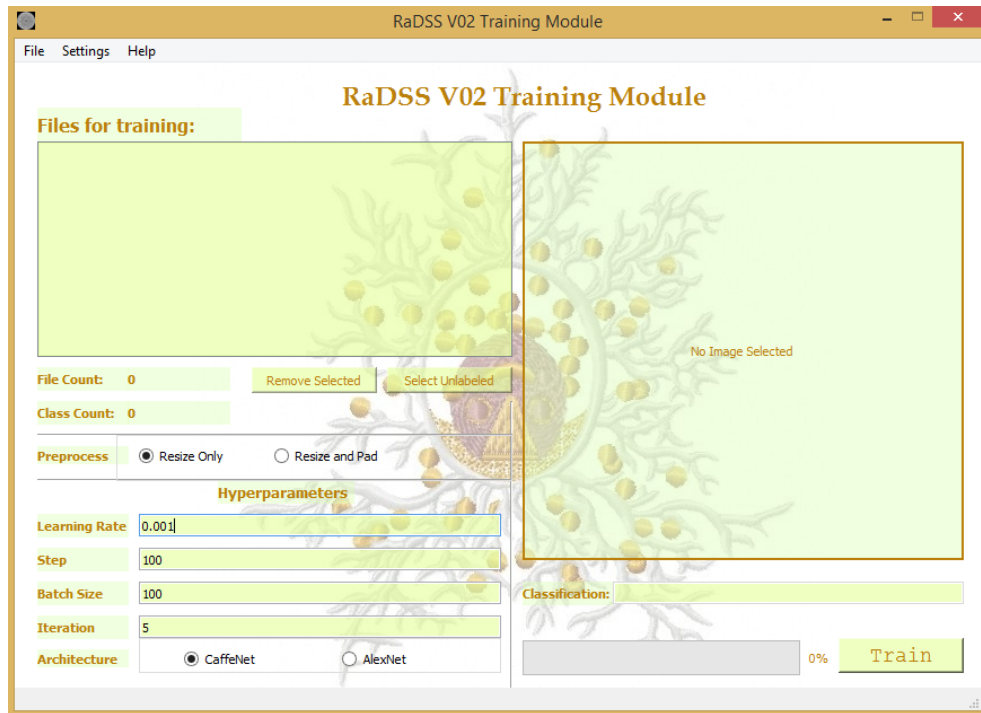 RaDSS V02 Training Module
File Settings Help
RaDSS V02 Training Module
Files for training:
No Image Selected
File Count: 0
Remove Selected
Select Unlabeled
Class Count: 0
Preprocess Resize Only Resize and Pad
Hyperparameters
Learning Rate 0.001
Step 100
Batch Size 100
Classification:
Iteration 5
Architecture CaffeNet AlexNet
0% Train